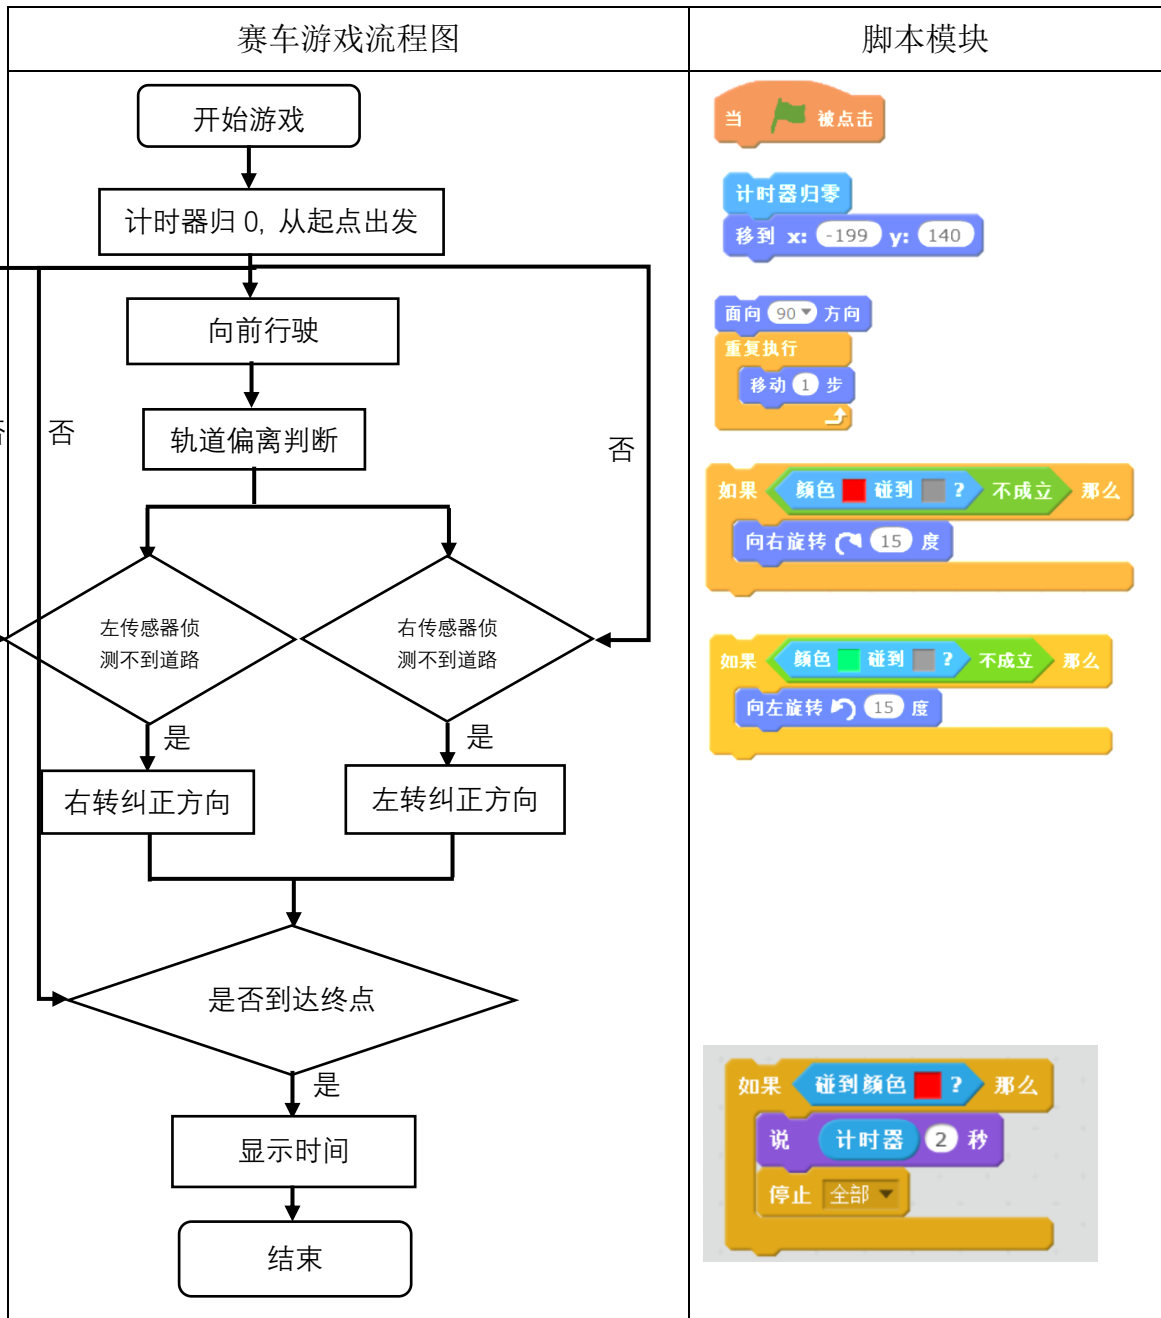 赛车游戏流程图
脚本模块
开始游戏
计时器归 0, 从起点出发
向前行驶
轨道偏离判断
否
否
否
左传感器侦
测不到道路
右传感器侦
测不到道路
是
是
右转纠正方向
左转纠正方向
是否到达终点
是
显示时间
结束
当 被点击
计时器归零
移到 x: -199 y: 140
面向 90 方向
重复执行
移动 1 步
如果 颜色 碰到 ? 不成立 那么
向右旋转 15 度
如果 颜色 碰到 ? 不成立 那么
向左旋转 15 度
如果 碰到颜色 ? 那么
说 计时器 2 秒
停止 全部